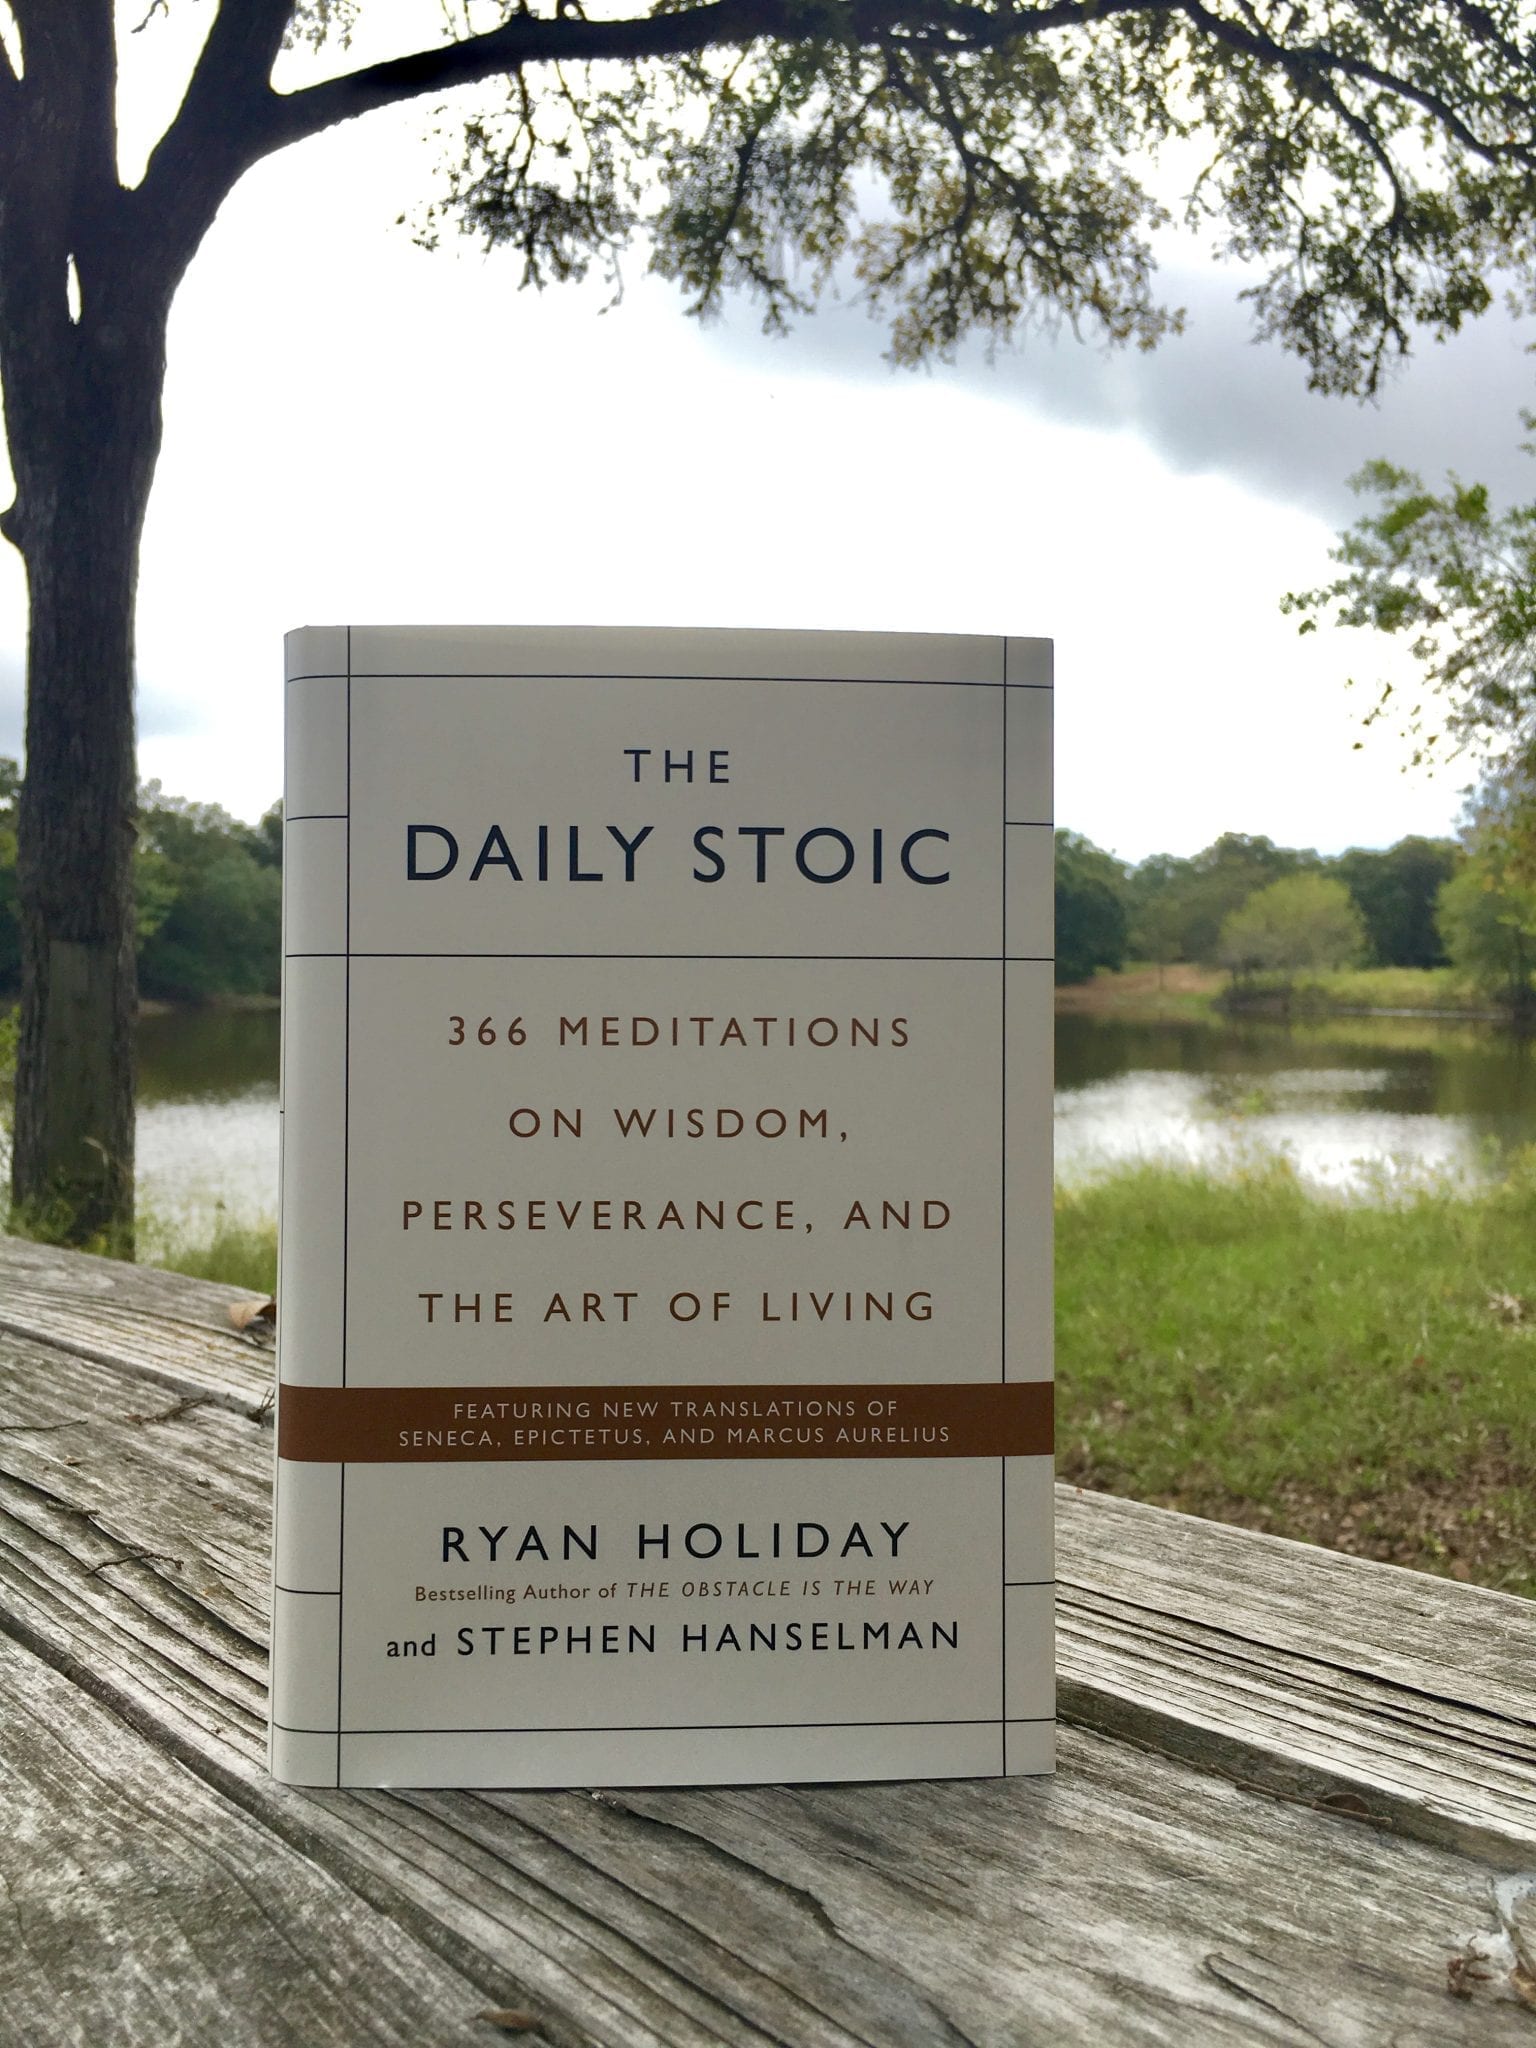 THE
DAILY STOIC
366 MEDITATIONS
ON WISDOM,
PERSEVERANCE, AND
THE ART OF LIVING
FEATURING NEW TRANSLATIONS OF
SENECA, EPICTETUS, AND MARCUS AURELIUS
RYAN HOLIDAY
Bestselling Author of THE OBSTACLE IS THE WAY
and STEPHEN HANSELMAN